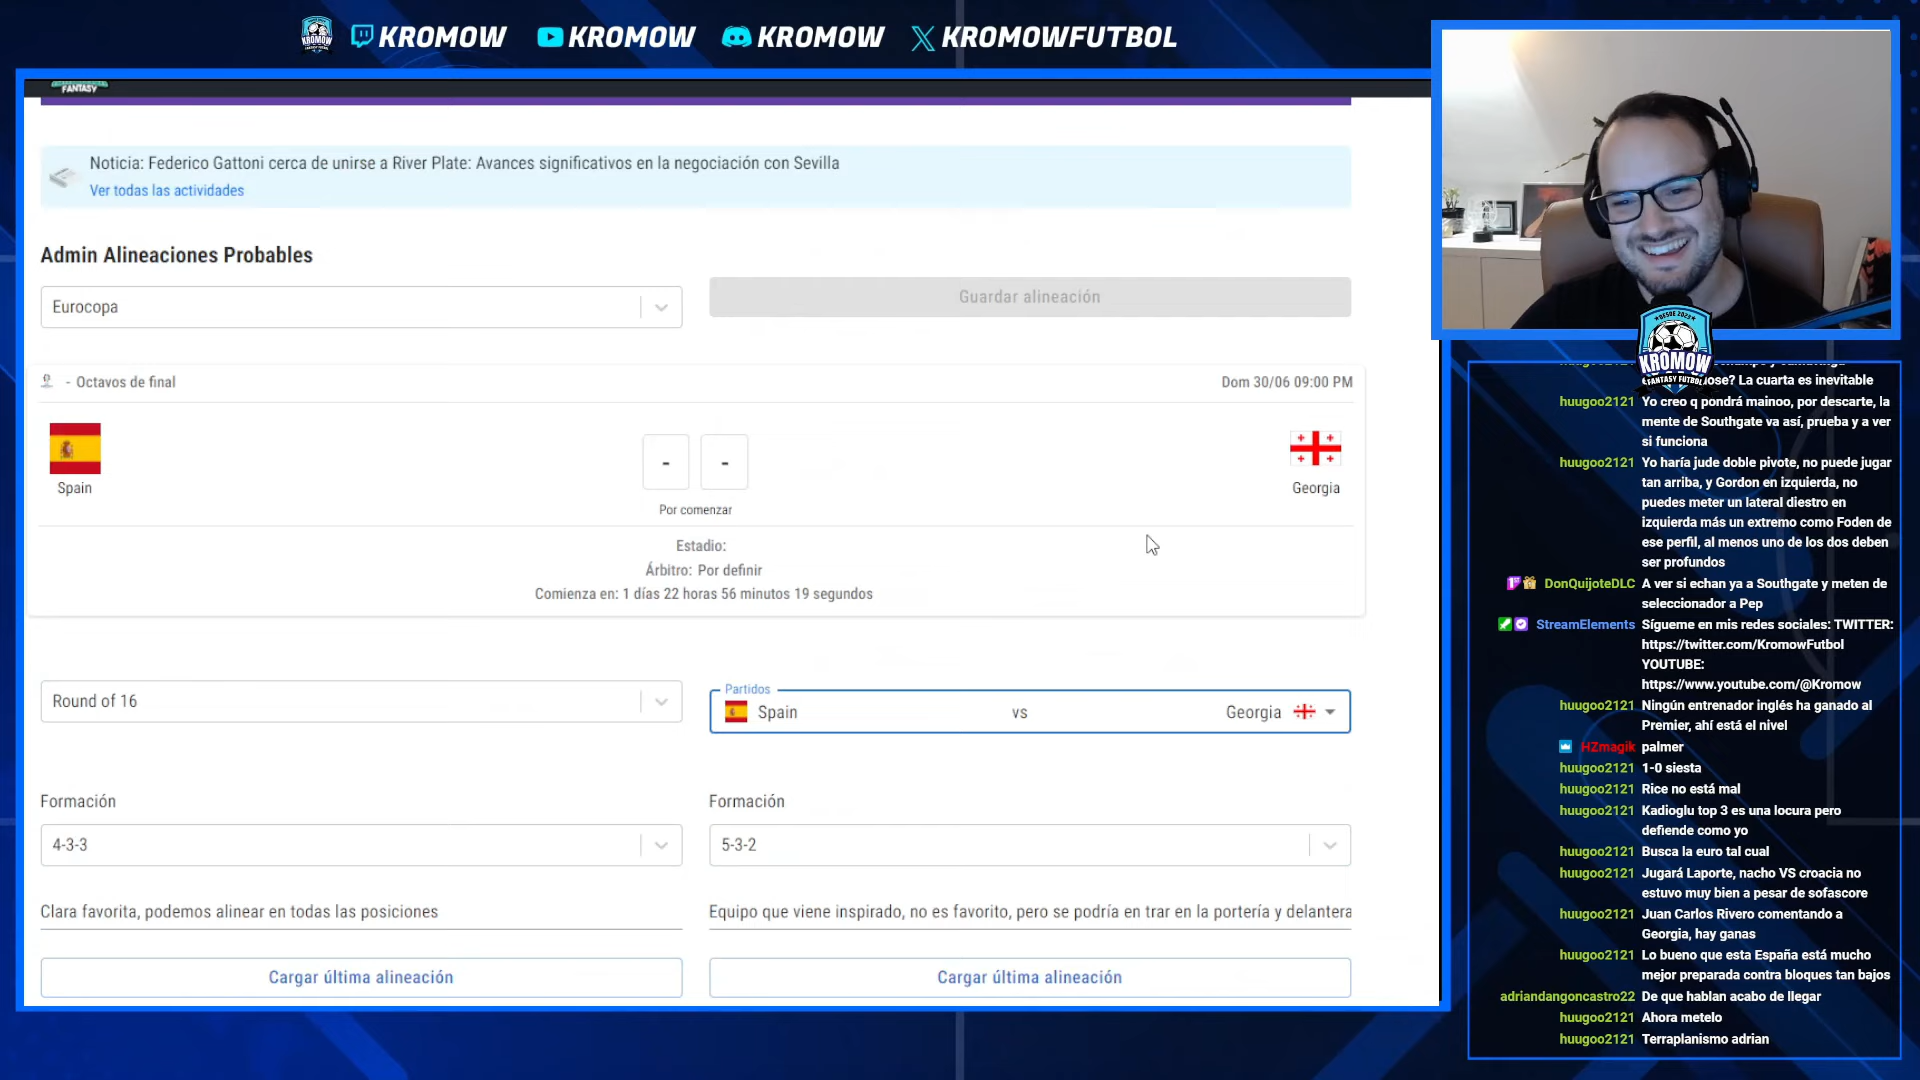 KROMOW KROMOW KROMOW KROMOWFUTBOL
FANTASY
Noticia: Federico Gattoni cerca de unirse a River Plate: Avances significativos en la negociación con Sevilla
Ver todas las actividades
Admin Alineaciones Probables
Eurocopa
Guardar alineación
- Octavos de final
Dom 30/06 09:00 PM
Spain
- -
Georgia
Por comenzar
Estadio:
Árbitro: Por definir
Comienza en: 1 días 22 horas 56 minutos 19 segundos
Round of 16
Partidos
Spain vs Georgia
Formación
Formación
4-3-3
5-3-2
Clara favorita, podemos alinear en todas las posiciones
Equipo que viene inspirado, no es favorito, pero se podría en trar en la portería y delantera
Cargar última alineación
Cargar última alineación
DESDE 2023
KROMOW
FANTASY FUTBOL
ose? La cuarta es inevitable
huugoo2121 Yo creo q pondrá mainoo, por descarte, la
mente de Southgate va así, prueba y a ver
si funciona
huugoo2121 Yo haría jude doble pivote, no puede jugar
tan arriba, y Gordon en izquierda, no
puedes meter un lateral diestro en
izquierda más un extremo como Foden de
ese perfil, al menos uno de los dos deben
ser profundos
DonQuijoteDLC A ver si echan ya a Southgate y meten de
seleccionador a Pep
StreamElements Sígueme en mis redes sociales: TWITTER:
https://twitter.com/KromowFutbol
YOUTUBE:
https://www.youtube.com/@Kromow
huugoo2121 Ningún entrenador inglés ha ganado al
Premier, ahí está el nivel
HZmagik palmer
huugoo2121 1-0 siesta
huugoo2121 Rice no está mal
huugoo2121 Kadioglu top 3 es una locura pero
defiende como yo
huugoo2121 Busca la euro tal cual
huugoo2121 Jugará Laporte, nacho VS croacia no
estuvo muy bien a pesar de sofascore
huugoo2121 Juan Carlos Rivero comentando a
Georgia, hay ganas
huugoo2121 Lo bueno que esta España está mucho
mejor preparada contra bloques tan bajos
adriandangoncastro22 De que hablan acabo de llegar
huugoo2121 Ahora metelo
huugoo2121 Terraplanismo adrian